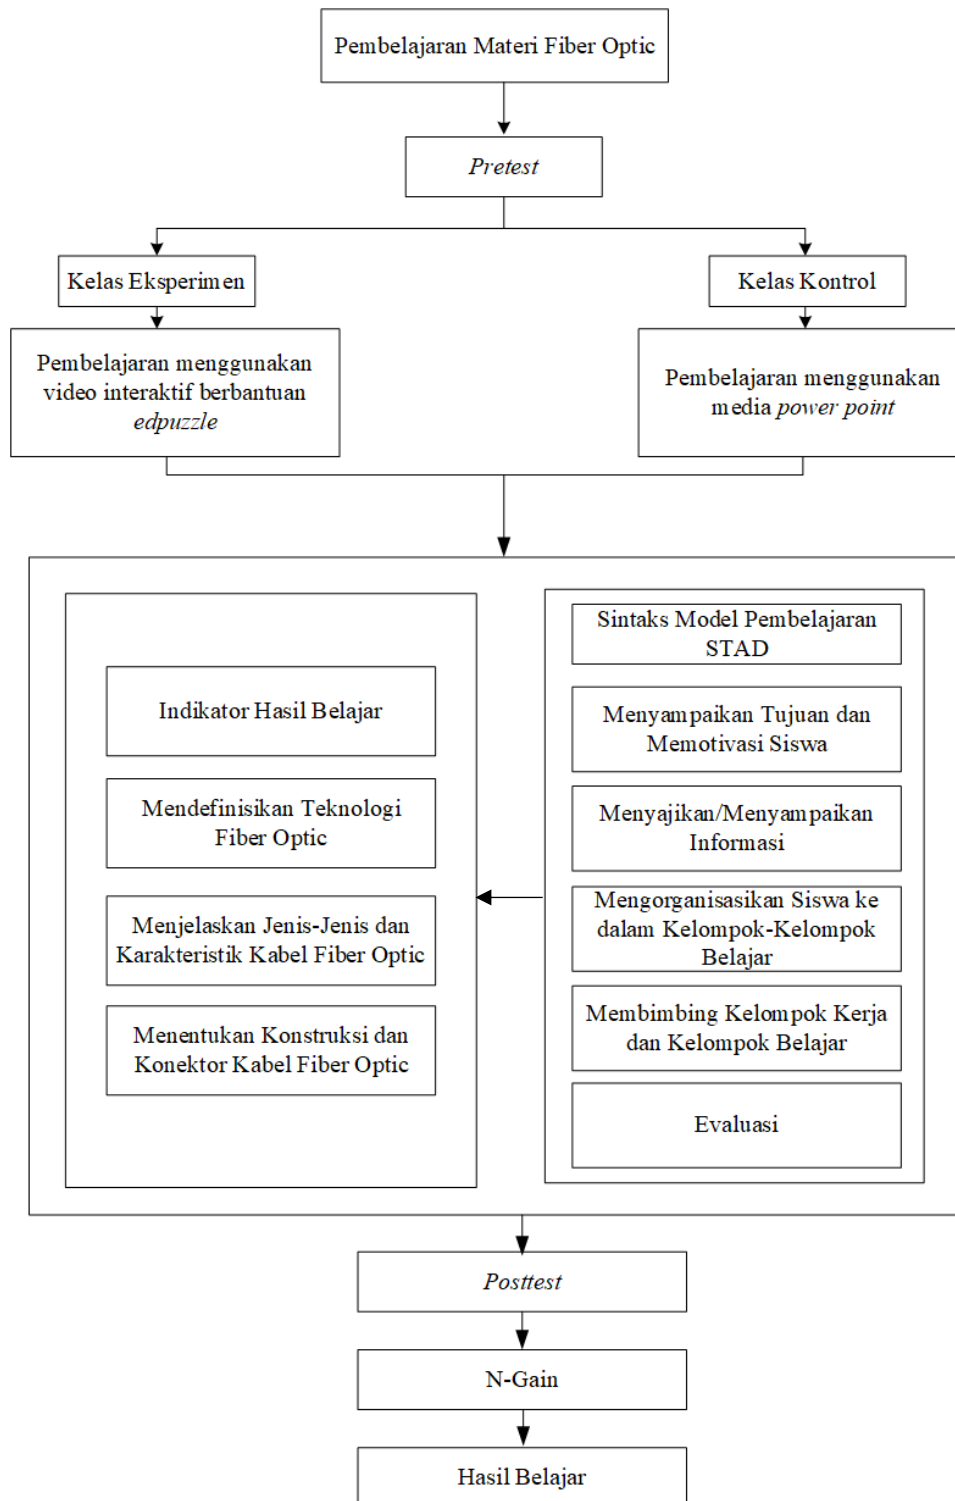 Pembelajaran Materi Fiber Optic
Pretest
Kelas Eksperimen
Kelas Kontrol
Pembelajaran menggunakan
video interaktif berbantuan
edpuzzle
Pembelajaran menggunakan
media power point
Indikator Hasil Belajar
Mendefinisikan Teknologi
Fiber Optic
Menjelaskan Jenis-Jenis dan
Karakteristik Kabel Fiber Optic
Menentukan Konstruksi dan
Konektor Kabel Fiber Optic
Sintaks Model Pembelajaran
STAD
Menyampaikan Tujuan dan
Memotivasi Siswa
Menyajikan/Menyampaikan
Informasi
Mengorganisasikan Siswa ke
dalam Kelompok-Kelompok
Belajar
Membimbing Kelompok Kerja
dan Kelompok Belajar
Evaluasi
Posttest
N-Gain
Hasil Belajar